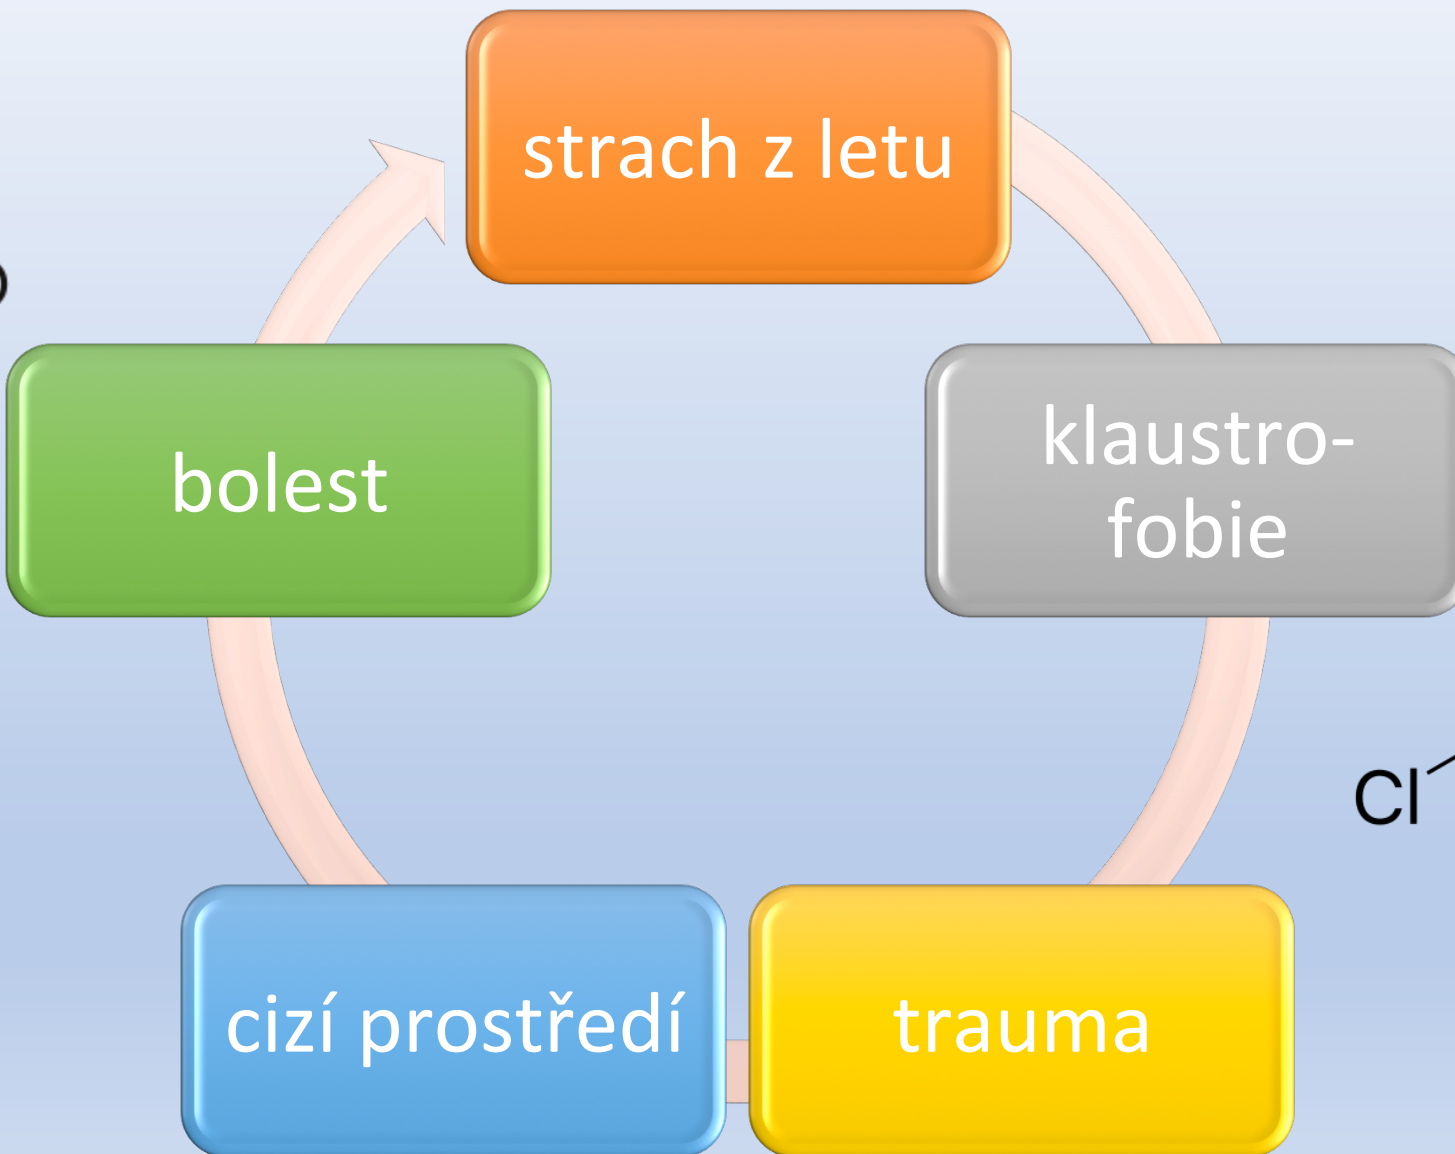 strach z letu
klaustro-
fobie
bolest
Cl
cizí prostředí
trauma